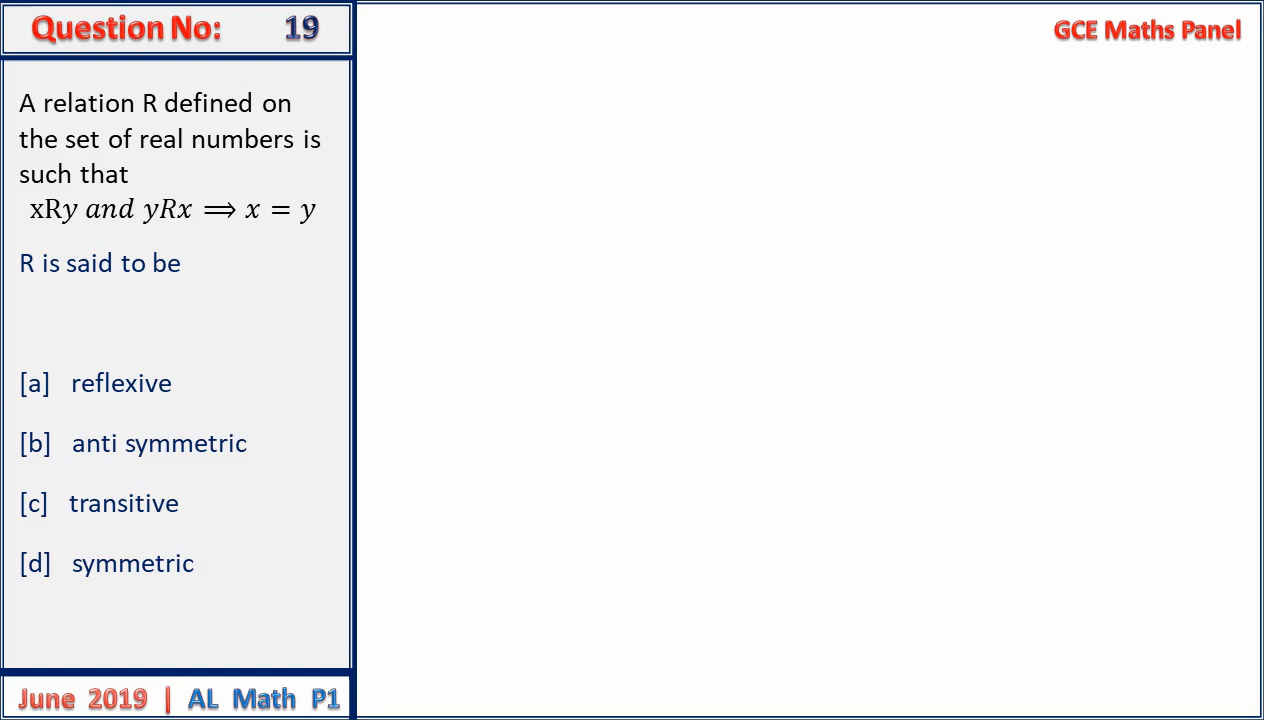 Question No: 19
GCE Maths Panel
A relation R defined on
the set of real numbers is
such that
xRy and yRx ⟹ x = y
R is said to be
[a] reflexive
[b] anti symmetric
[c] transitive
[d] symmetric
June 2019 | AL Math P1